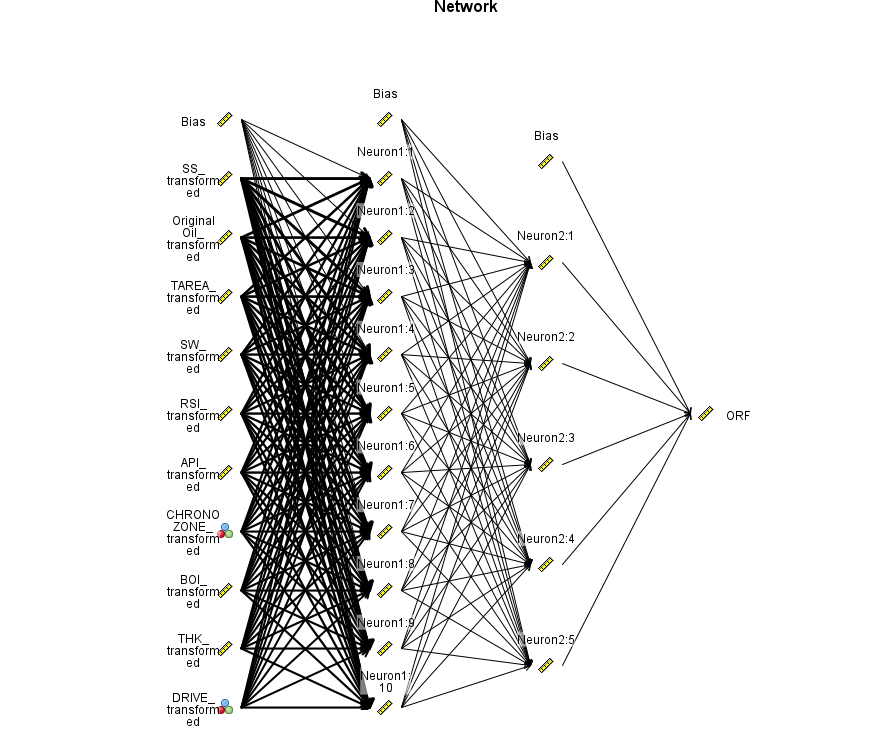 Network
Bias
SS_
transform
ed
Original
Oil_
transform
ed
TAREA_
transform
ed
SW_
transform
ed
RSI_
transform
ed
API_
transform
ed
CHRONO
ZONE_
transform
ed
BOI_
transform
ed
THK_
transform
ed
DRIVE_
transform
ed
Bias
Neuron1:1
Neuron1:2
Neuron1:3
Neuron1:4
Neuron1:5
Neuron1:6
Neuron1:7
Neuron1:8
Neuron1:9
Neuron1:
10
Bias
Neuron2:1
Neuron2:2
Neuron2:3
Neuron2:4
Neuron2:5
ORF